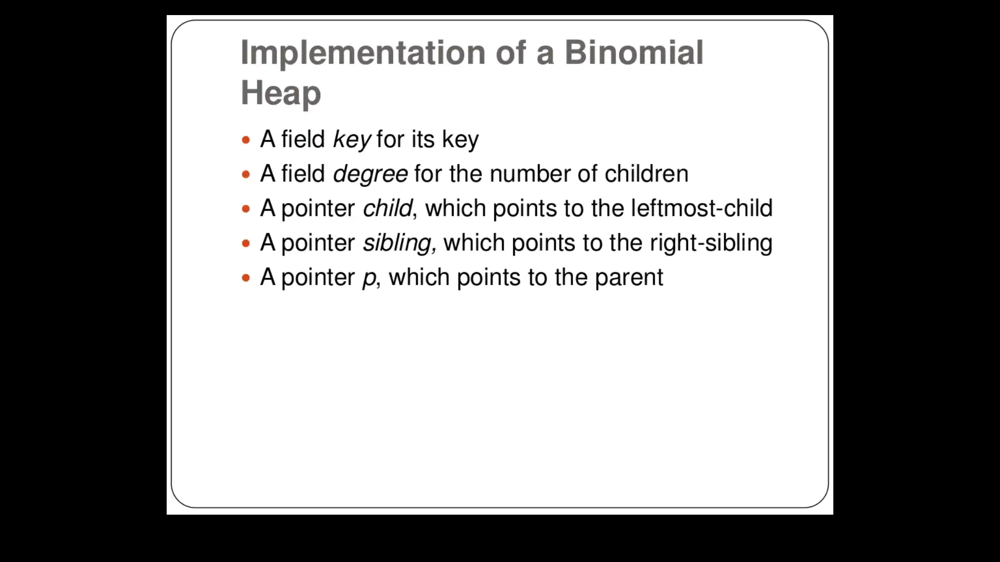 Implementation of a Binomial
Heap
• A field key for its key
• A field degree for the number of children
• A pointer child, which points to the leftmost-child
• A pointer sibling, which points to the right-sibling
• A pointer p, which points to the parent